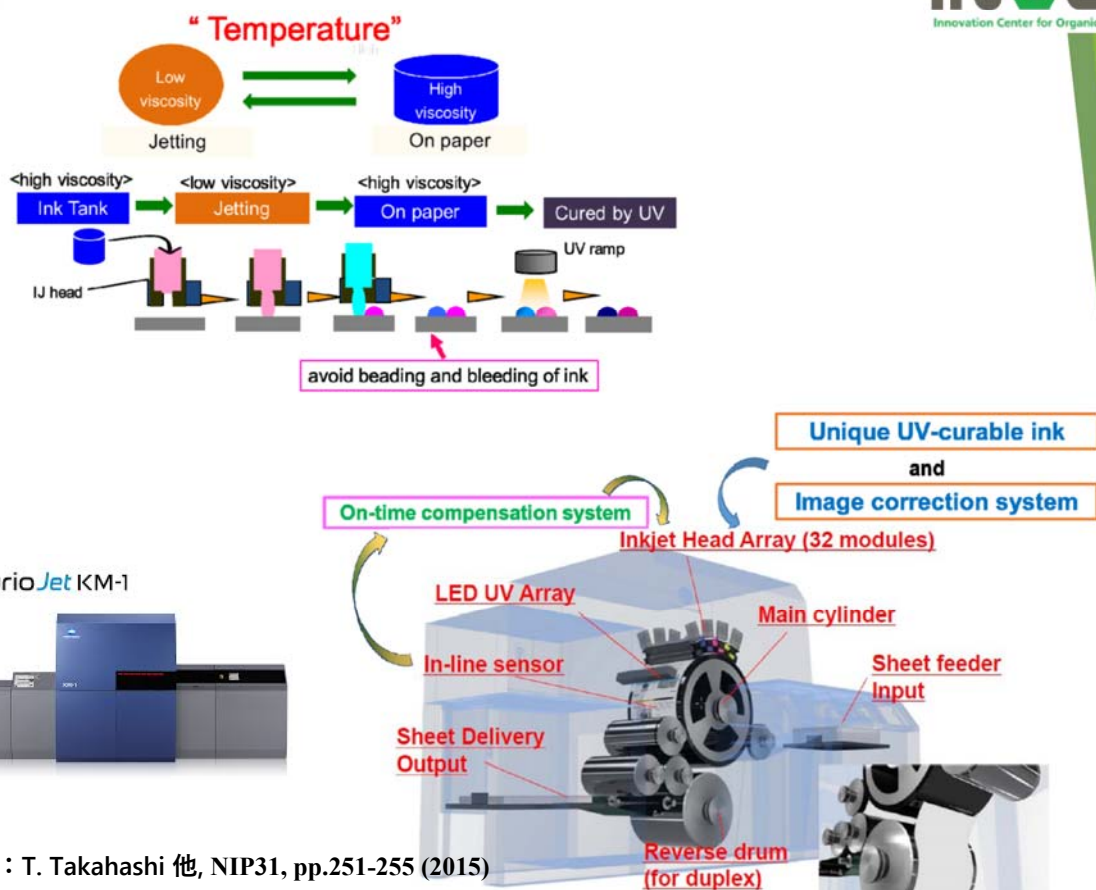 Innovation Center for Organic
“ Temperature”
Low
viscosity
High
viscosity
Jetting
On paper
<high viscosity>
<low viscosity>
<high viscosity>
Ink Tank
Jetting
On paper
Cured by UV
UV ramp
IJ head
avoid beading and bleeding of ink
Unique UV-curable ink
and
Image correction system
On-time compensation system
Inkjet Head Array (32 modules)
LED UV Array
Main cylinder
In-line sensor
Sheet feeder
Input
Sheet Delivery
Output
Reverse drum
(for duplex)
rioJet KM-1
: T. Takahashi 他, NIP31, pp.251-255 (2015)